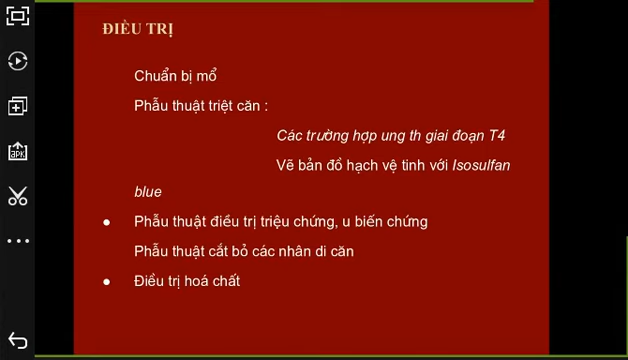 ĐIỀU TRỊ
Chuẩn bị mổ
Phẫu thuật triệt căn :
Các trường hợp ung th giai đoạn T4
Vẽ bản đồ hạch vệ tinh với Isosulfan
blue
● Phẫu thuật điều trị triệu chứng, u biến chứng
Phẫu thuật cắt bỏ các nhân di căn
● Điều trị hoá chất